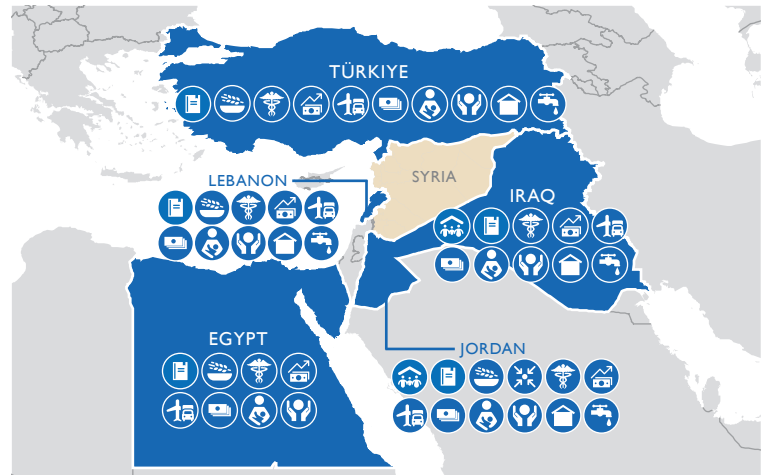 TÜRKIYE
LEBANON
SYRIA
IRAQ
EGYPT
JORDAN